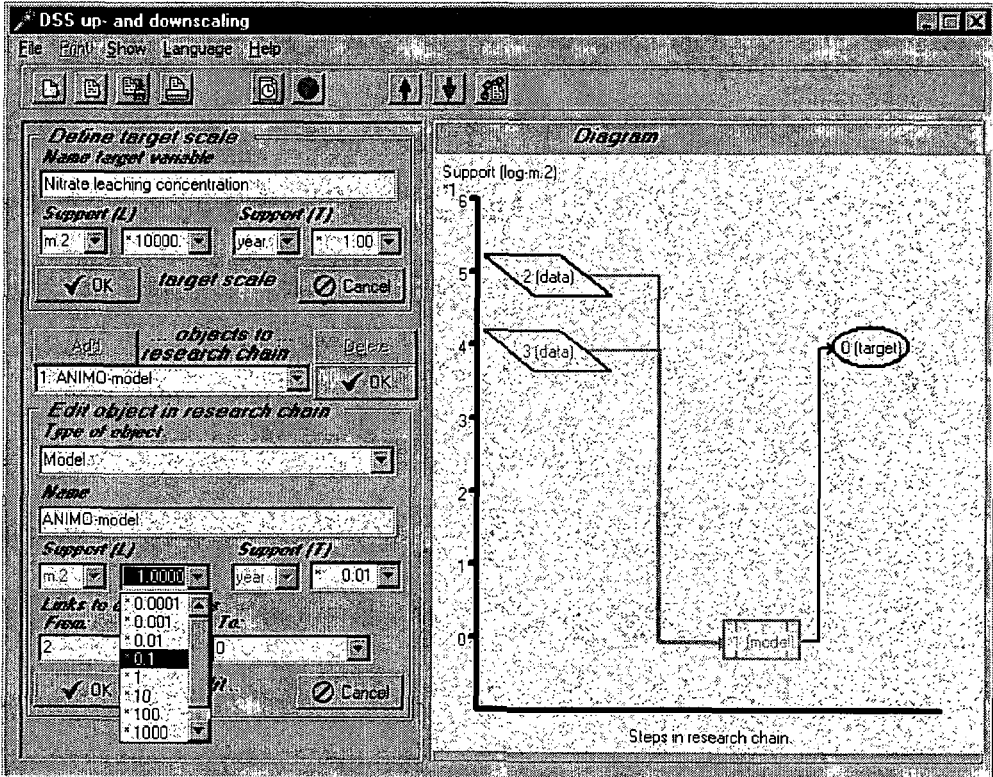 DSS up- and downscaling
File Print Show Language Help
Define target scale
Name target variable
Nitrate leaching concentration
Support (L) Support (T)
m.2 * 10000. year * 1.00
OK target scale Cancel
Add ... objects to research chain Delete
1. ANIMO-model OK
Edit object in research chain
Type of object
Model
Name
ANIMO-model
Support (L) Support (T)
m.2 1.0000 year * 0.01
Links to
From: To:
2 0
* 0.0001
* 0.001
* 0.01
* 0.1
* 1
* 10
* 100
* 1000
OK Cancel
Diagram
Support (log-m.2)
*1
6
5
4
3
2
1
0
2 (data)
3 (data)
0 (target)
(model)
Steps in research chain